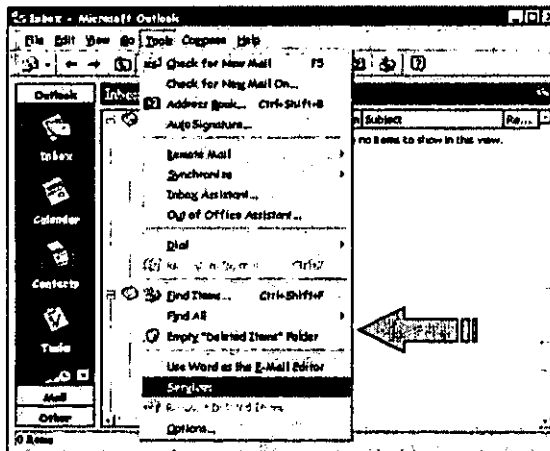 Inbox - Microsoft Outlook
File Edit View Go Tools Compose Help
Check for New Mail F5
Check for New Mail On...
Address Book... Ctrl+Shift+B
AutoSignature...
Remote Mail
Synchronize
Inbox Assistant...
Out of Office Assistant...
Dial
Find Items... Ctrl+Shift+F
Find All
Empty "Deleted Items" Folder
Use Word as the E-Mail Editor
Services
Options...
Outlook
Inbox
Calendar
Contacts
Tasks
Mail
Other
Inbox
Subject Re...
no items to show in this view.
0 Items